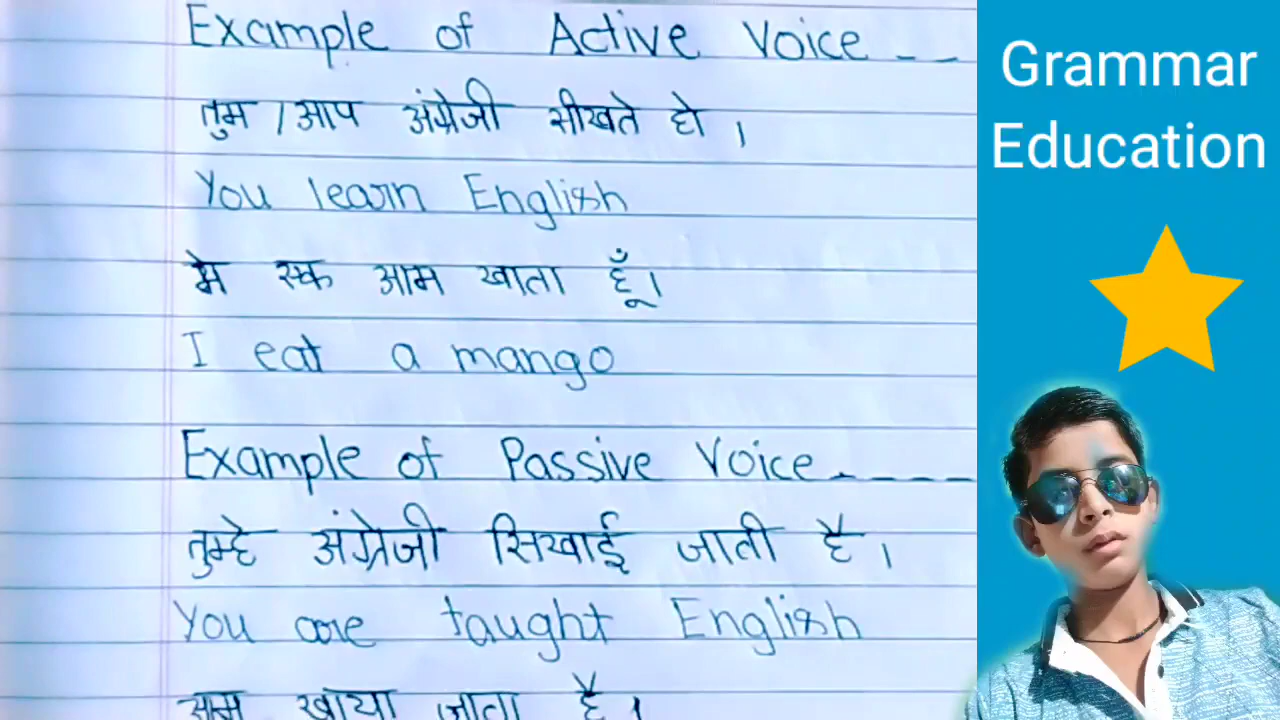 Example of Active Voice _ _
तुम / आप अंग्रेजी सीखते हो ।
You learn English
मे एक आम खाता हूँ।
I eat a mango
Example of Passive Voice - - - - -
तुम्हे अंग्रेजी सिखाई जाती है ।
You are taught English
आम खाया जाता है ।
Grammar
Education